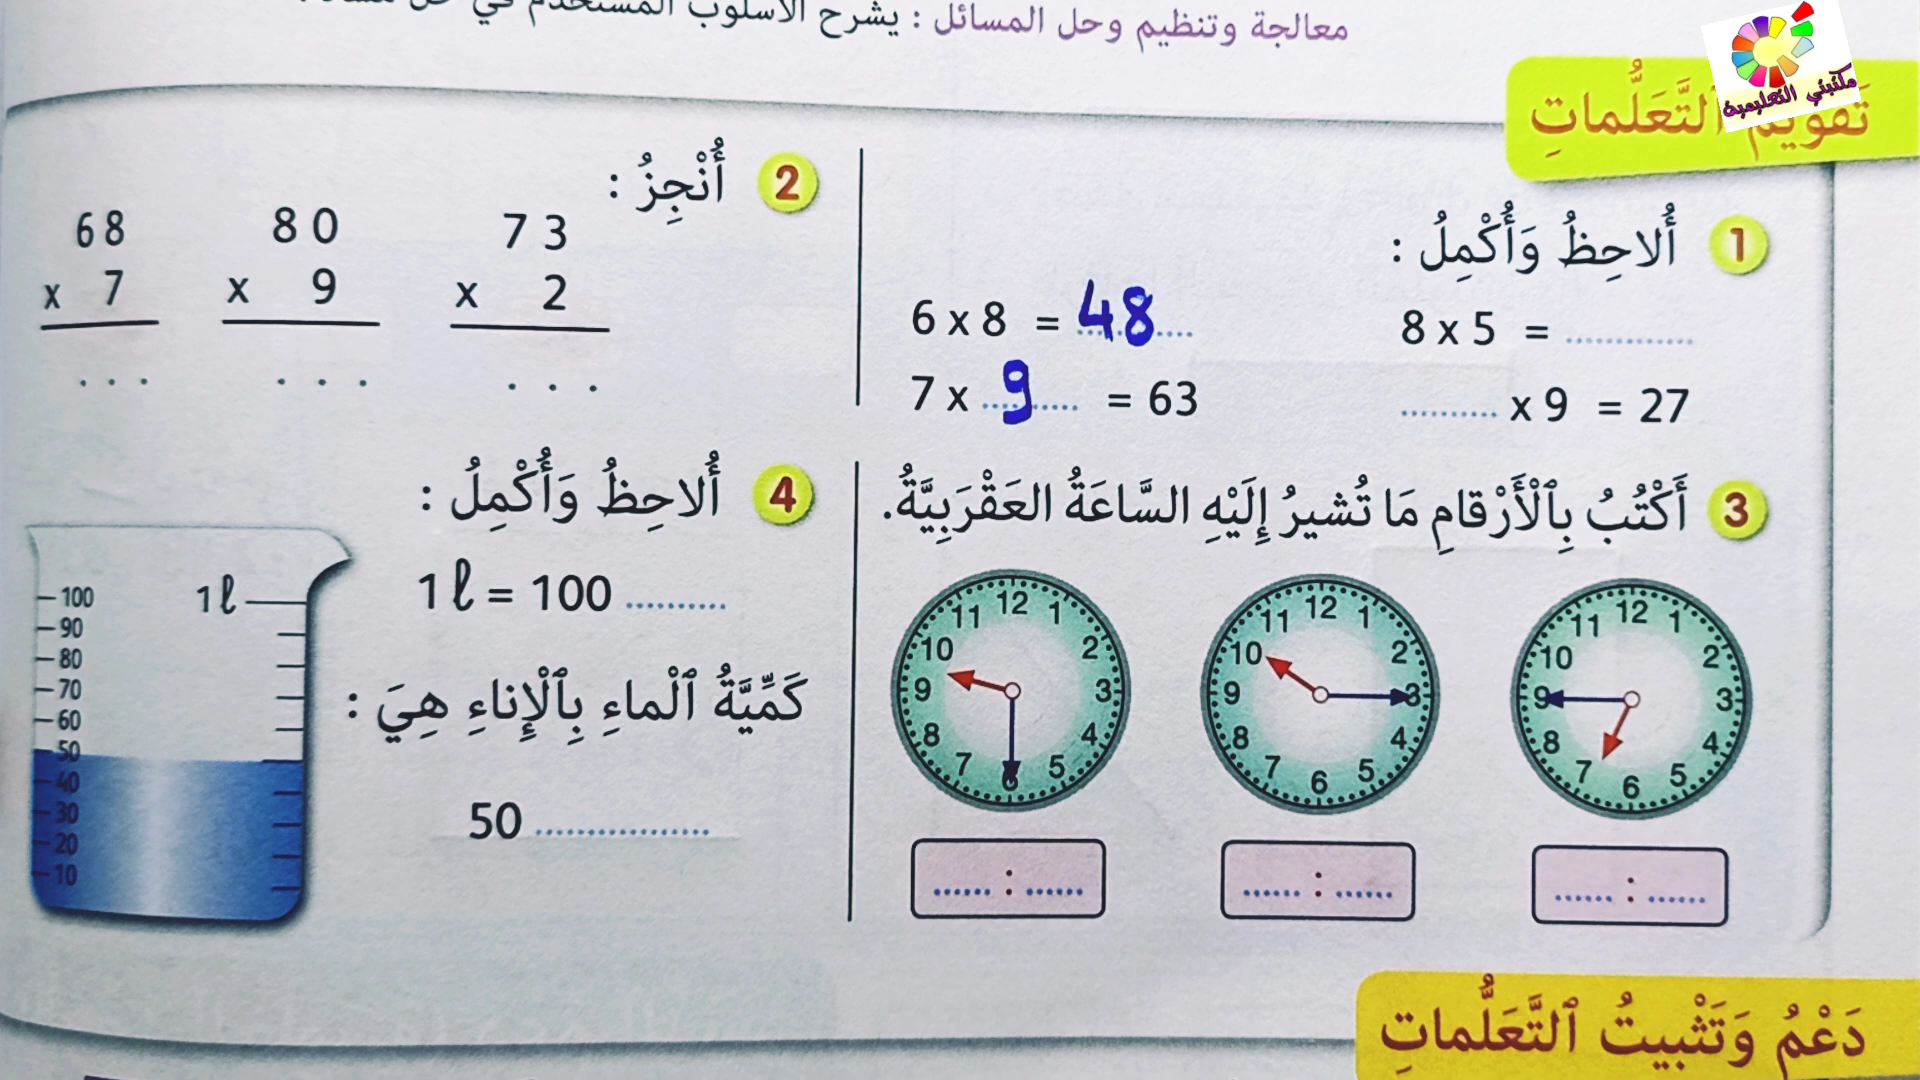 معالجة وتنظيم وحل المسائل : يشرح الأسلوب المستخدم في حل
مكتبتي التعليمية
تَقْويمُ ٱلتَّعَلُّماتِ
1 أُلاحِظُ وَأُكْمِلُ :
6 x 8 = 48
8 x 5 = ............
7 x 9 = 63
......... x 9 = 27
2 أُنْجِزُ :
68 80 73
x 7 x 9 x 2
. . . . . . . . .
3 أَكْتُبُ بِٱلْأَرْقامِ مَا تُشيرُ إِلَيْهِ السَّاعَةُ العَقْرَبِيَّةُ.
12 1 2 3 4 5 6 7 8 9 10 11
12 1 2 3 4 5 6 7 8 9 10 11
12 1 2 3 4 5 6 7 8 9 10 11
...... : ......
...... : ......
...... : ......
4 أُلاحِظُ وَأُكْمِلُ :
1 ℓ = 100 ..........
كَمِّيَّةُ ٱلْماءِ بِٱلْإِناءِ هِيَ :
50 .................
1 ℓ
100
90
80
70
60
50
40
30
20
10
دَعْمُ وَتَثْبيتُ ٱلتَّعَلُّماتِ